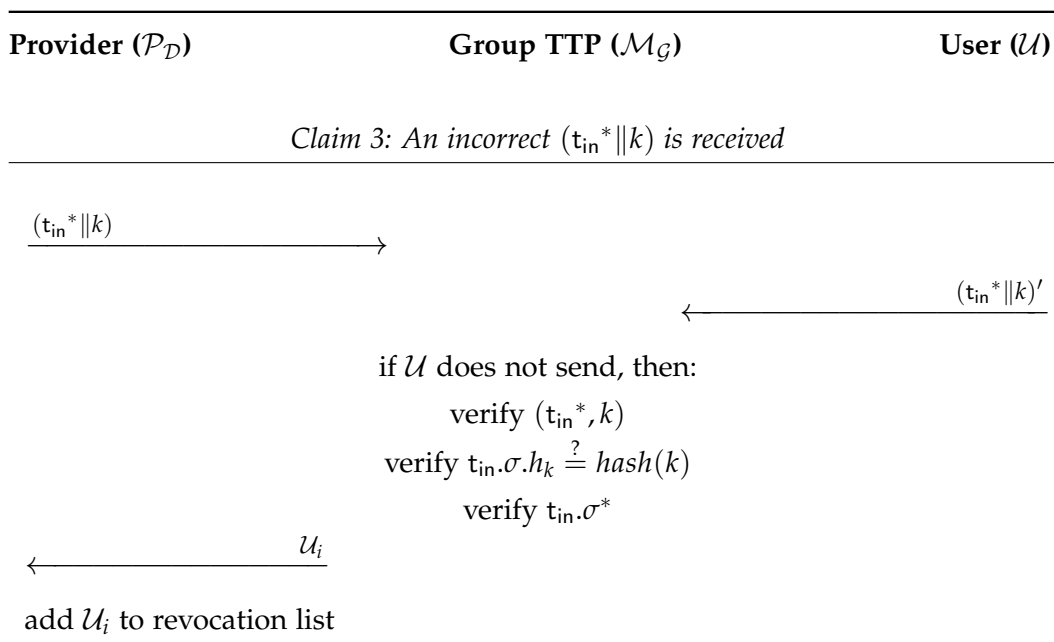 Provider (𝒫_𝒟) Group TTP (ℳ_𝒢) User (𝒰)
Claim 3: An incorrect (t_in*‖k) is received
(t_in*‖k)
(t_in*‖k)′
if 𝒰 does not send, then:
verify (t_in*, k)
verify t_in.σ.h_k ≟ hash(k)
verify t_in.σ*
𝒰_i
add 𝒰_i to revocation list